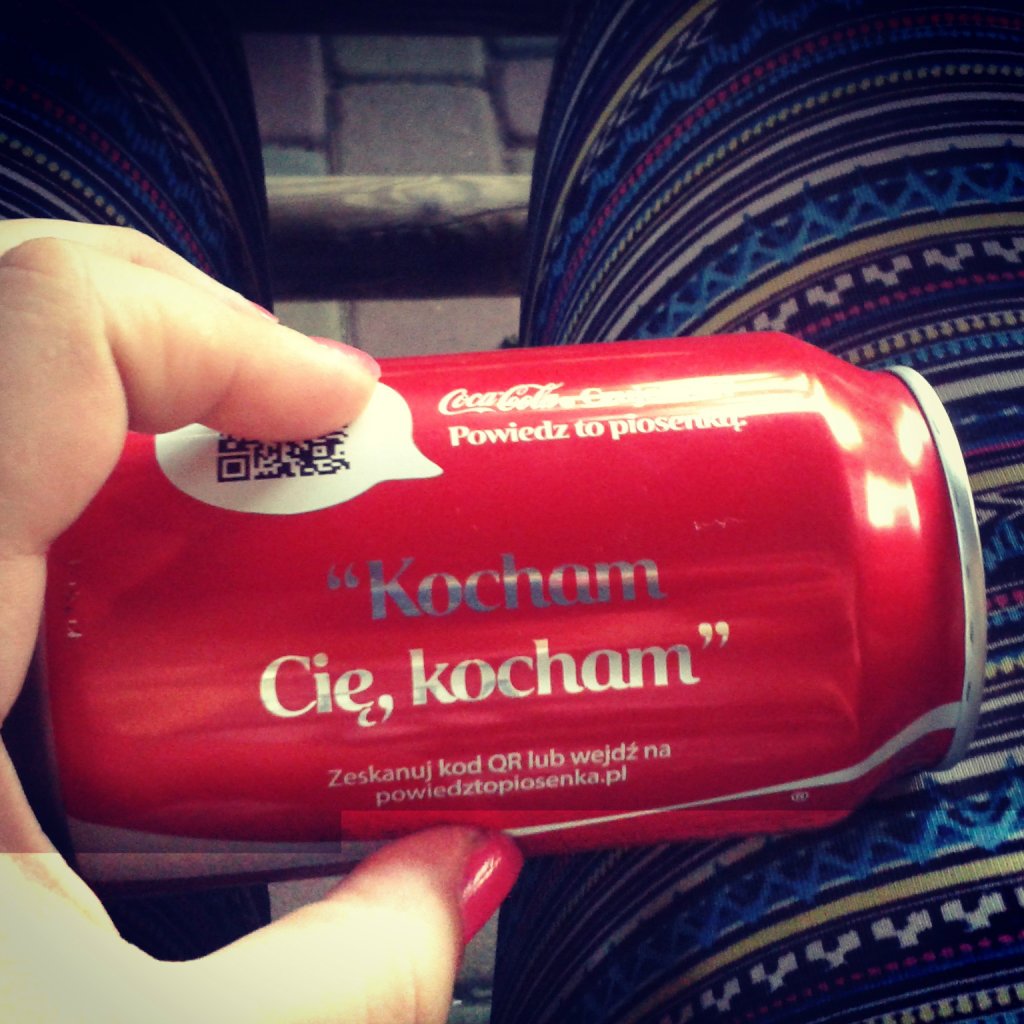 Coca-Cola
Powiedz to piosenką.
“Kocham
Cię, kocham”
Zeskanuj kod QR lub wejdź na
powiedztopiosenka.pl
®